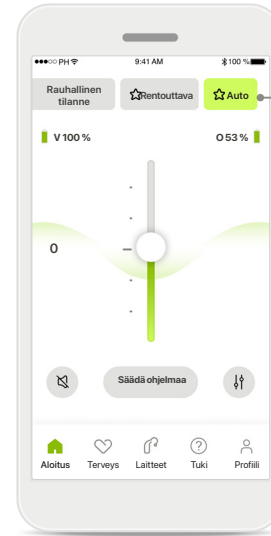 PH 9:41 AM 100 %
Rauhallinen
tilanne
Rentouttava
Auto
V 100 % O 53 %
0
Säädä ohjelmaa
Aloitus Terveys Laitteet Tuki Profiili